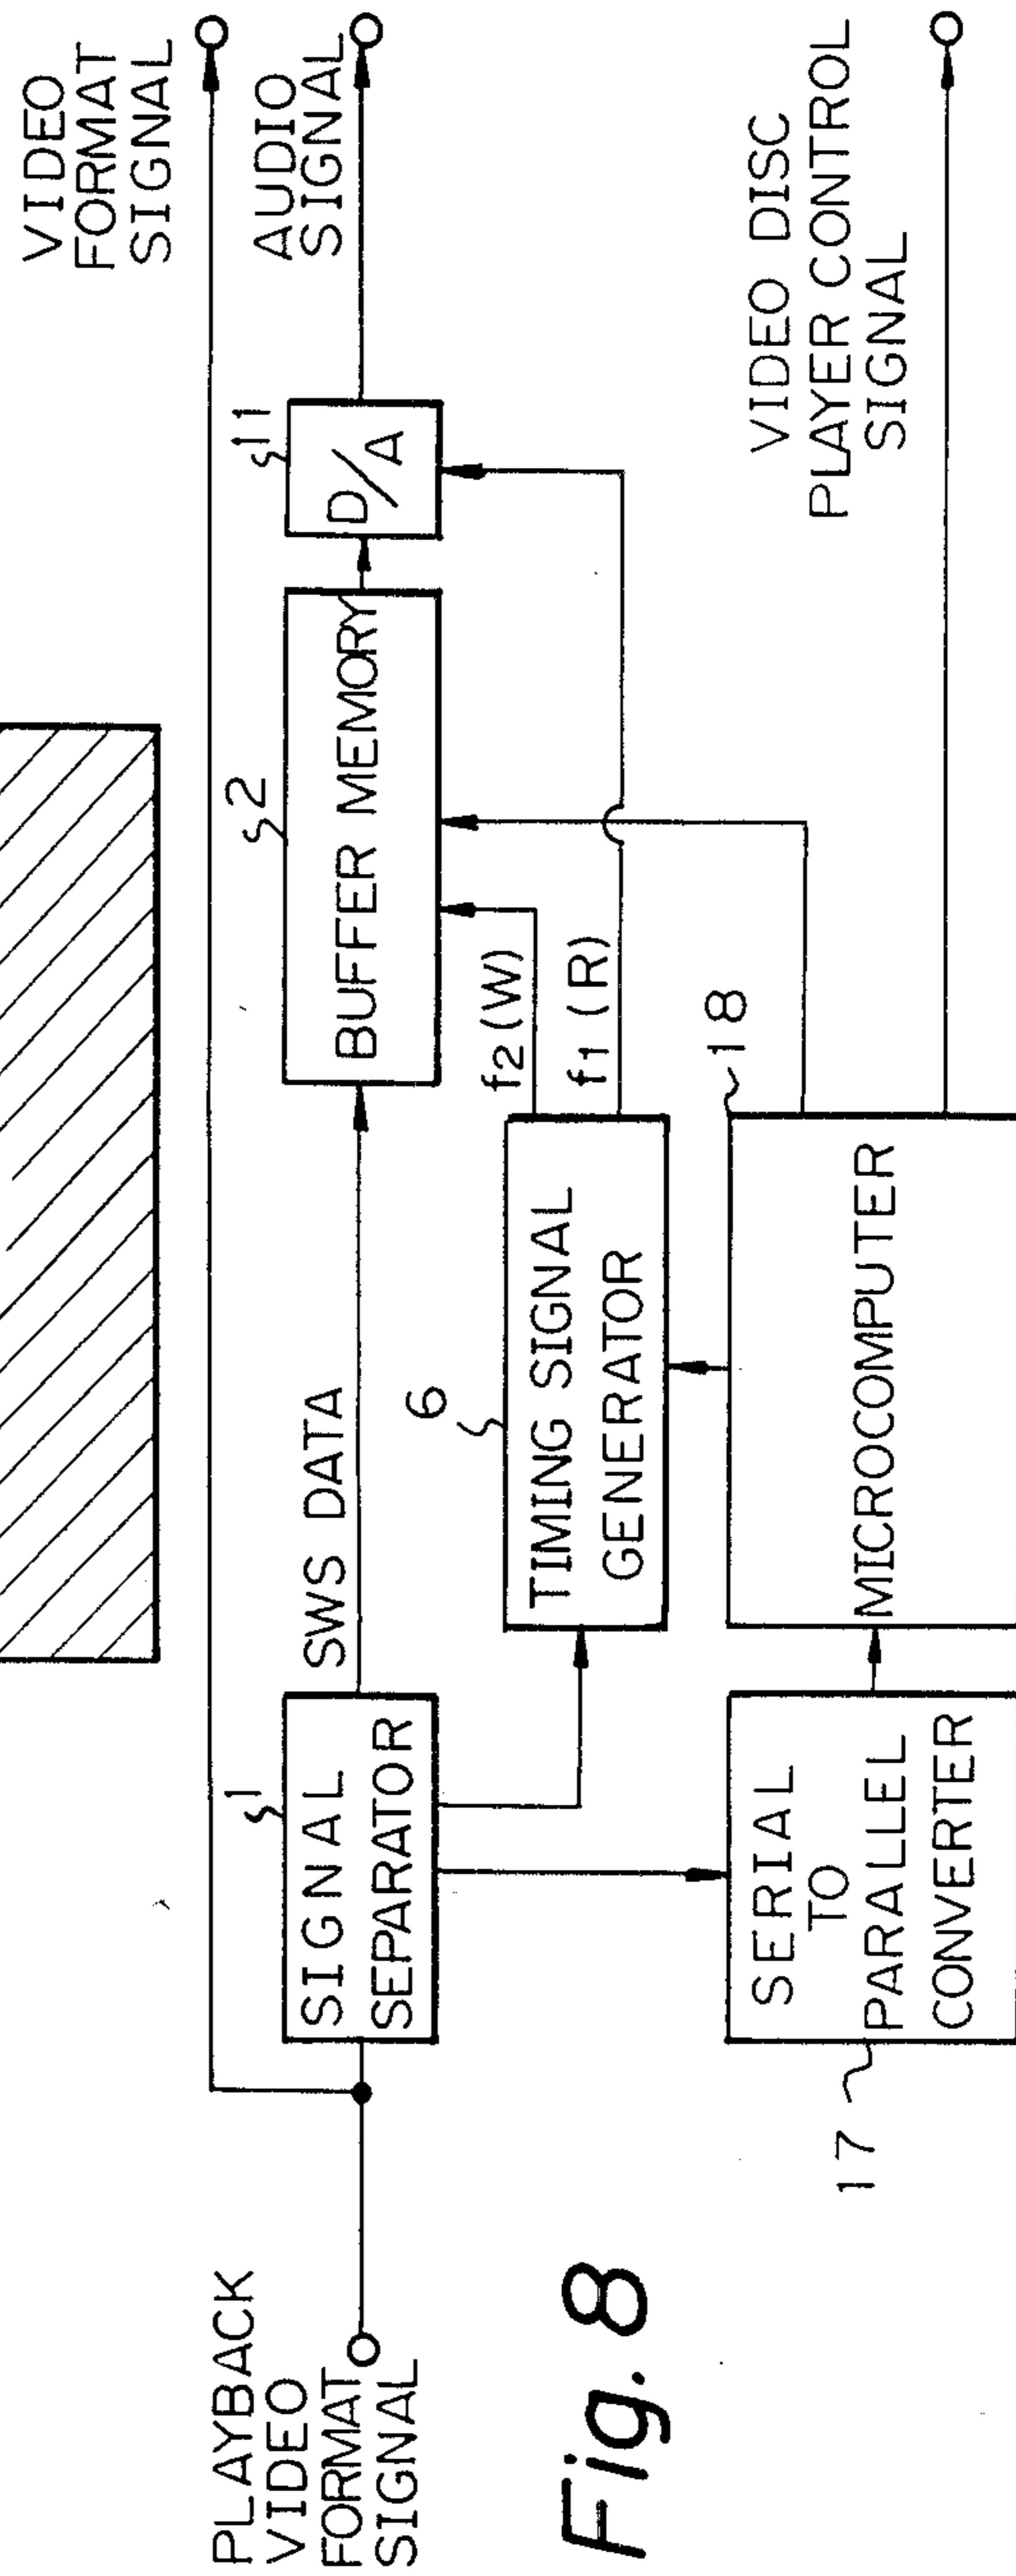 PLAYBACK
VIDEO
FORMAT
SIGNAL
VIDEO
FORMAT
SIGNAL
1
SIGNAL
SEPARATOR
SWS DATA
2
BUFFER MEMORY
11
D/A
AUDIO
SIGNAL
6
TIMING SIGNAL
GENERATOR
f2 (W)
f1 (R)
17
SERIAL
TO
PARALLEL
CONVERTER
18
MICROCOMPUTER
VIDEO DISC
PLAYER CONTROL
SIGNAL
Fig. 8